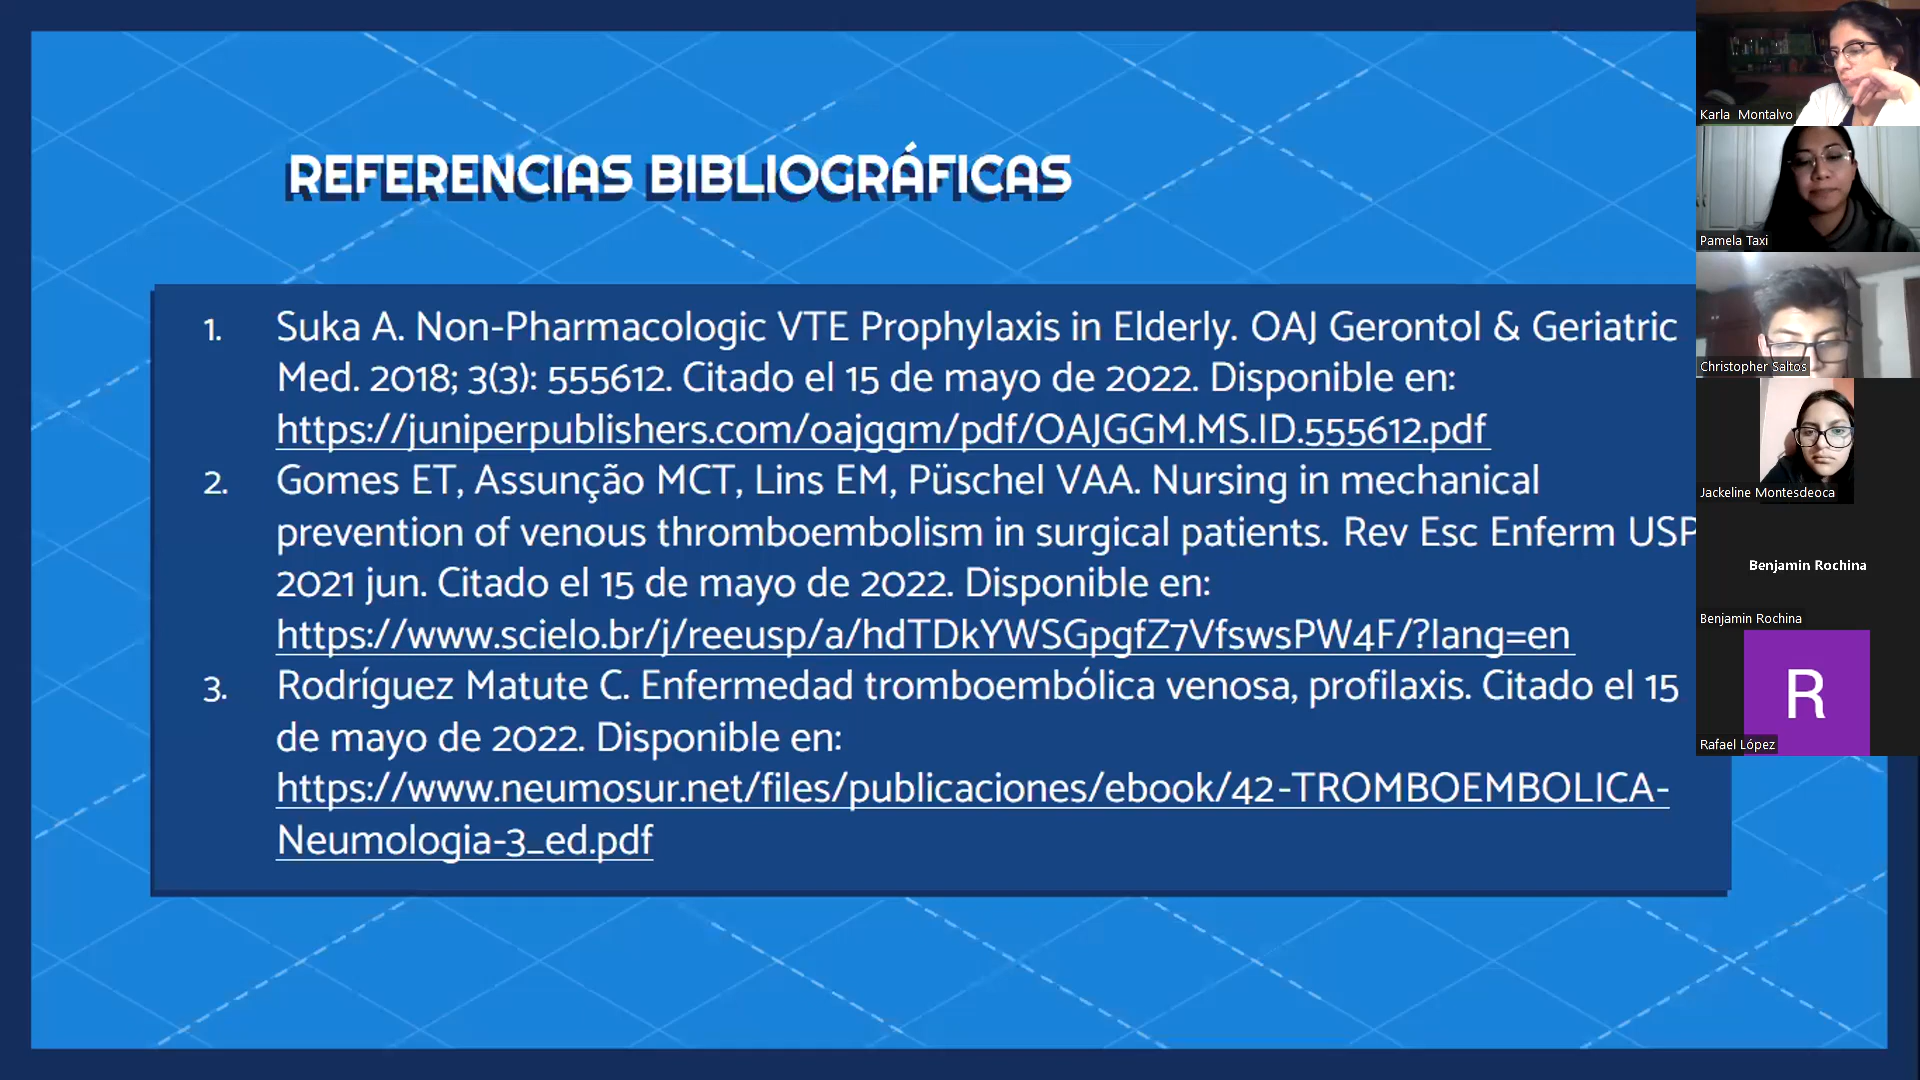 REFERENCIAS BIBLIOGRÁFICAS
1. Suka A. Non-Pharmacologic VTE Prophylaxis in Elderly. OAJ Gerontol & Geriatric
Med. 2018; 3(3): 555612. Citado el 15 de mayo de 2022. Disponible en:
https://juniperpublishers.com/oajggm/pdf/OAJGGM.MS.ID.555612.pdf
2. Gomes ET, Assunção MCT, Lins EM, Püschel VAA. Nursing in mechanical
prevention of venous thromboembolism in surgical patients. Rev Esc Enferm USP
2021 jun. Citado el 15 de mayo de 2022. Disponible en:
https://www.scielo.br/j/reeusp/a/hdTDkYWSGpgfZ7VfswsPW4F/?lang=en
3. Rodríguez Matute C. Enfermedad tromboembólica venosa, profilaxis. Citado el 15
de mayo de 2022. Disponible en:
https://www.neumosur.net/files/publicaciones/ebook/42-TROMBOEMBOLICA-
Neumologia-3_ed.pdf
Karla Montalvo
Pamela Taxi
Christopher Saltos
Jackeline Montesdeoca
Benjamin Rochina
Benjamin Rochina
R
Rafael López